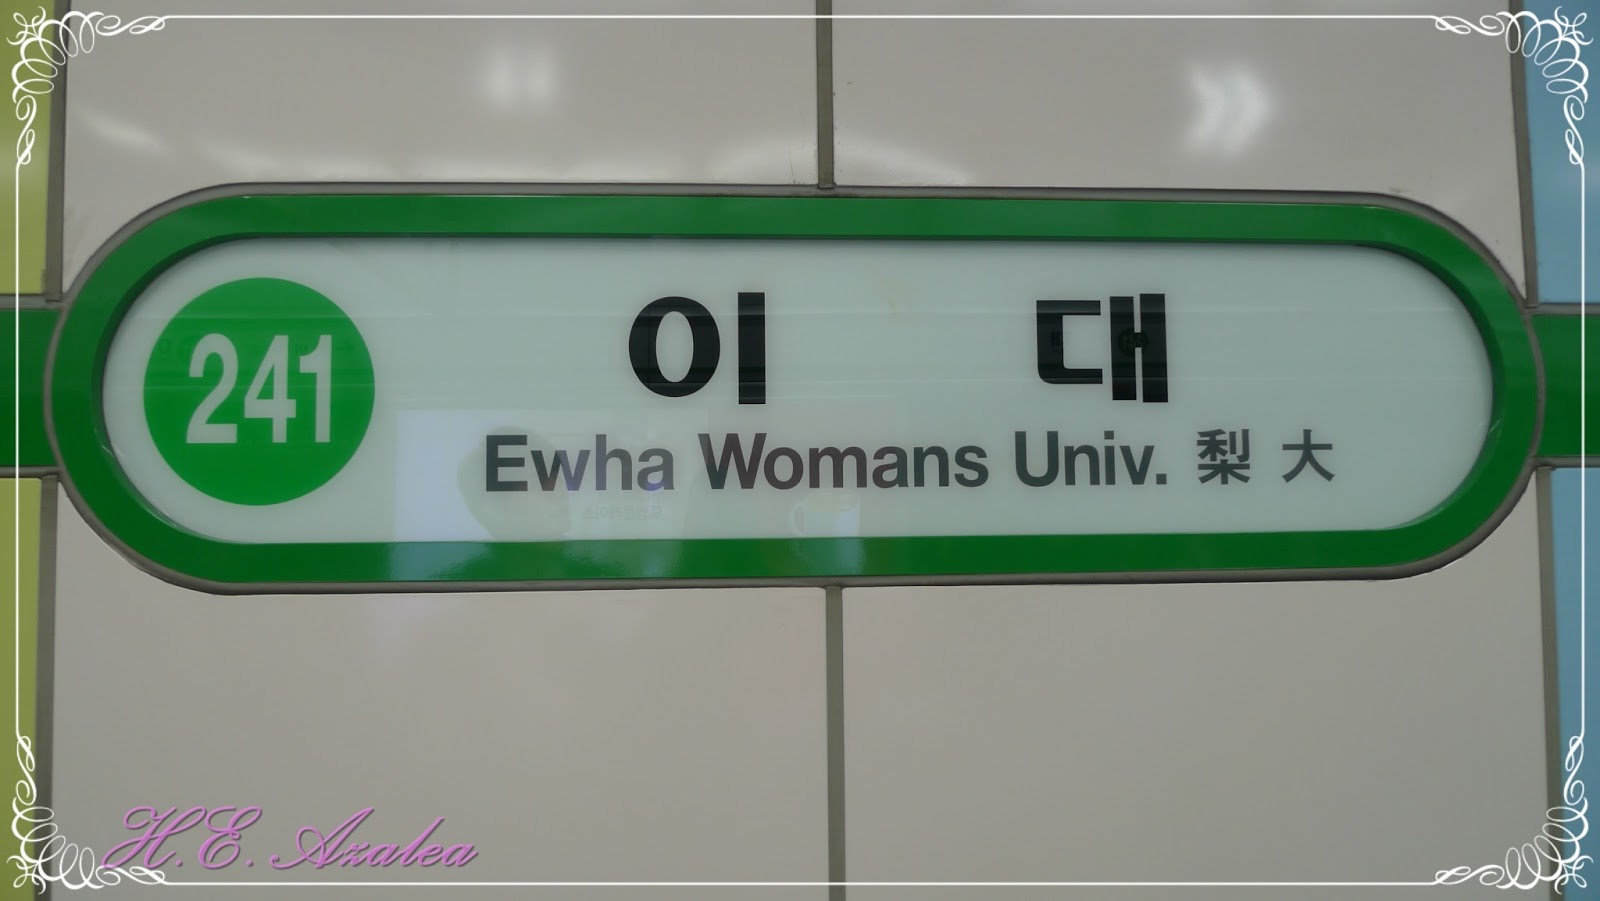 241
이 대
Ewha Womans Univ. 梨 大
H.E. Azalea